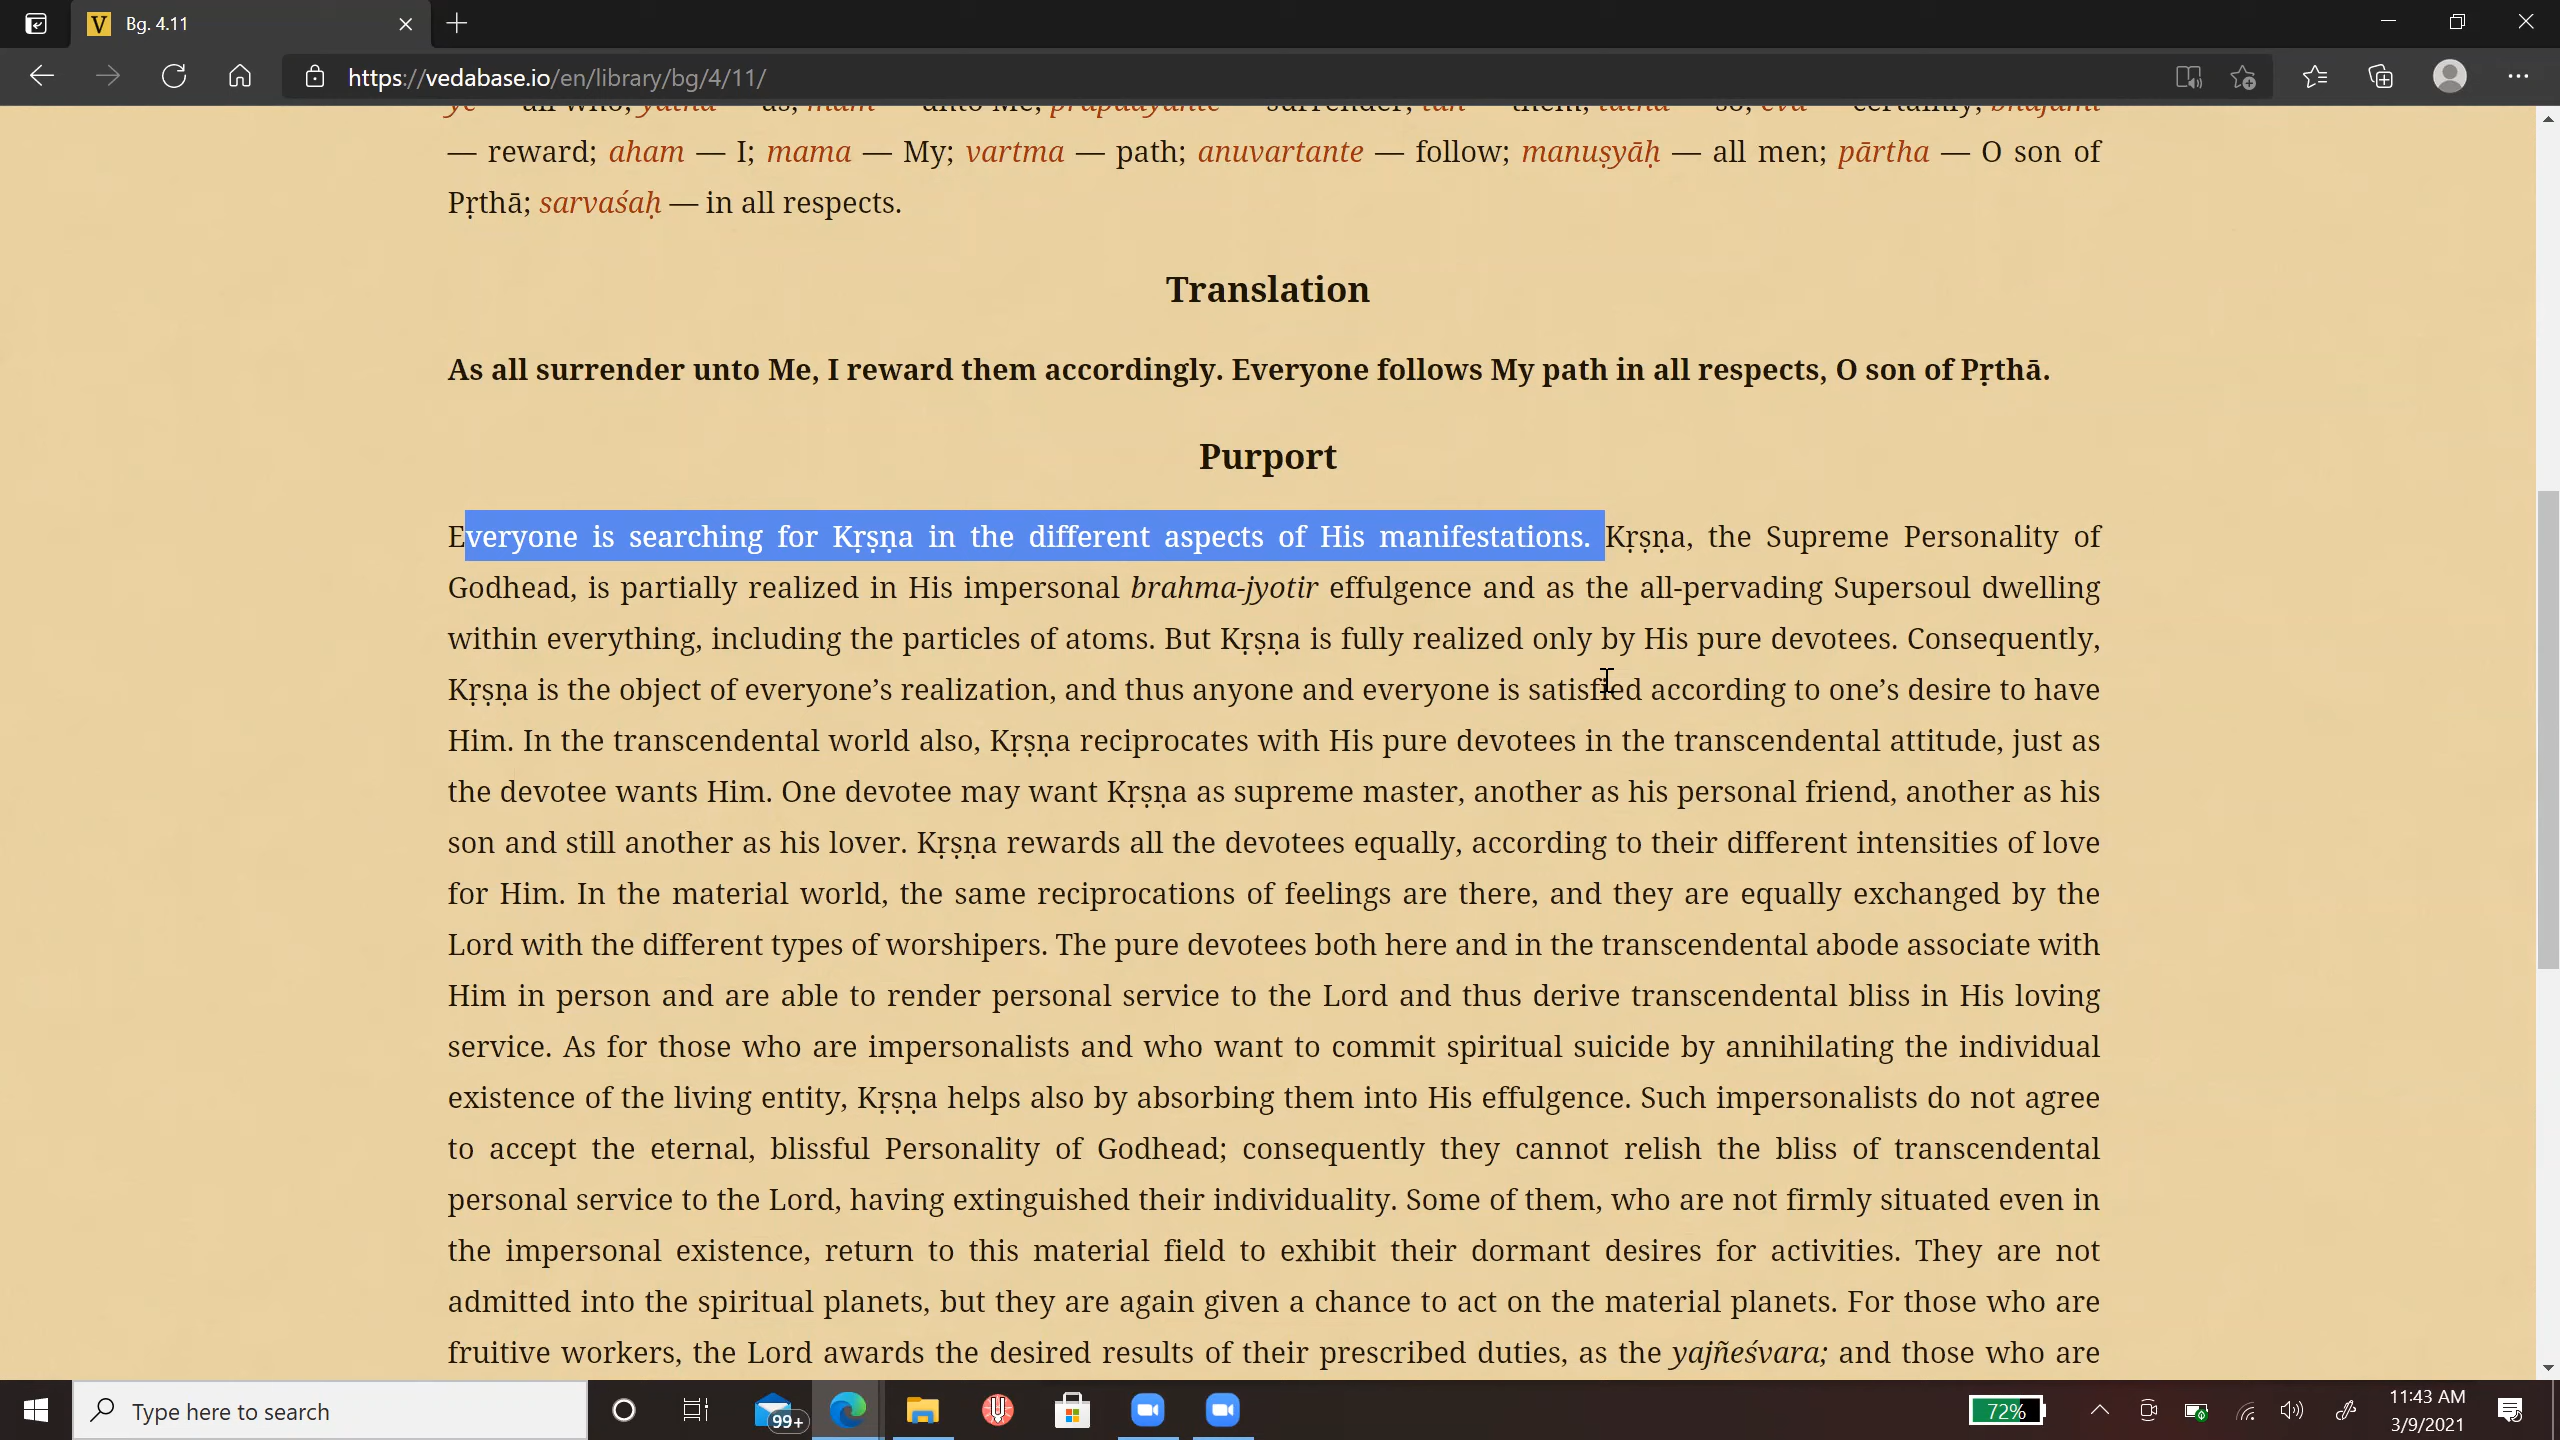 Bg. 4.11
https://vedabase.io/en/library/bg/4/11/
ye — all who; yathā — as; mām — unto Me; prapadyante — surrender; tān — them; tathā — so; eva — certainly; bhajāmi
— reward; aham — I; mama — My; vartma — path; anuvartante — follow; manuṣyāḥ — all men; pārtha — O son of
Pṛthā; sarvaśaḥ — in all respects.
Translation
As all surrender unto Me, I reward them accordingly. Everyone follows My path in all respects, O son of Pṛthā.
Purport
Everyone is searching for Kṛṣṇa in the different aspects of His manifestations. Kṛṣṇa, the Supreme Personality of
Godhead, is partially realized in His impersonal brahma-jyotir effulgence and as the all-pervading Supersoul dwelling
within everything, including the particles of atoms. But Kṛṣṇa is fully realized only by His pure devotees. Consequently,
Kṛṣṇa is the object of everyone’s realization, and thus anyone and everyone is satisfied according to one’s desire to have
Him. In the transcendental world also, Kṛṣṇa reciprocates with His pure devotees in the transcendental attitude, just as
the devotee wants Him. One devotee may want Kṛṣṇa as supreme master, another as his personal friend, another as his
son and still another as his lover. Kṛṣṇa rewards all the devotees equally, according to their different intensities of love
for Him. In the material world, the same reciprocations of feelings are there, and they are equally exchanged by the
Lord with the different types of worshipers. The pure devotees both here and in the transcendental abode associate with
Him in person and are able to render personal service to the Lord and thus derive transcendental bliss in His loving
service. As for those who are impersonalists and who want to commit spiritual suicide by annihilating the individual
existence of the living entity, Kṛṣṇa helps also by absorbing them into His effulgence. Such impersonalists do not agree
to accept the eternal, blissful Personality of Godhead; consequently they cannot relish the bliss of transcendental
personal service to the Lord, having extinguished their individuality. Some of them, who are not firmly situated even in
the impersonal existence, return to this material field to exhibit their dormant desires for activities. They are not
admitted into the spiritual planets, but they are again given a chance to act on the material planets. For those who are
fruitive workers, the Lord awards the desired results of their prescribed duties, as the yajñeśvara; and those who are
Type here to search
99+
72%
11:43 AM
3/9/2021